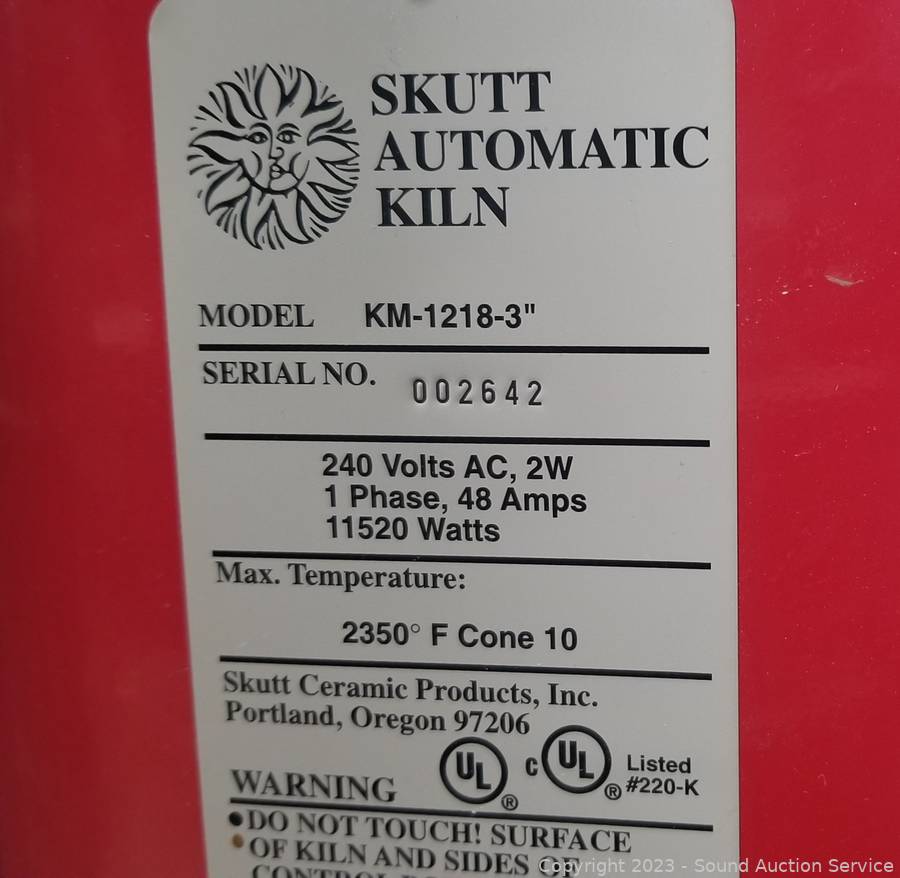 SKUTT
AUTOMATIC
KILN
MODEL KM-1218-3"
SERIAL NO. 002642
240 Volts AC, 2W
1 Phase, 48 Amps
11520 Watts
Max. Temperature:
2350° F Cone 10
Skutt Ceramic Products, Inc.
Portland, Oregon 97206
UL ® c UL ® Listed
#220-K
WARNING
•DO NOT TOUCH! SURFACE
•OF KILN AND SIDES OF
Copyright 2023 - Sound Auction Service